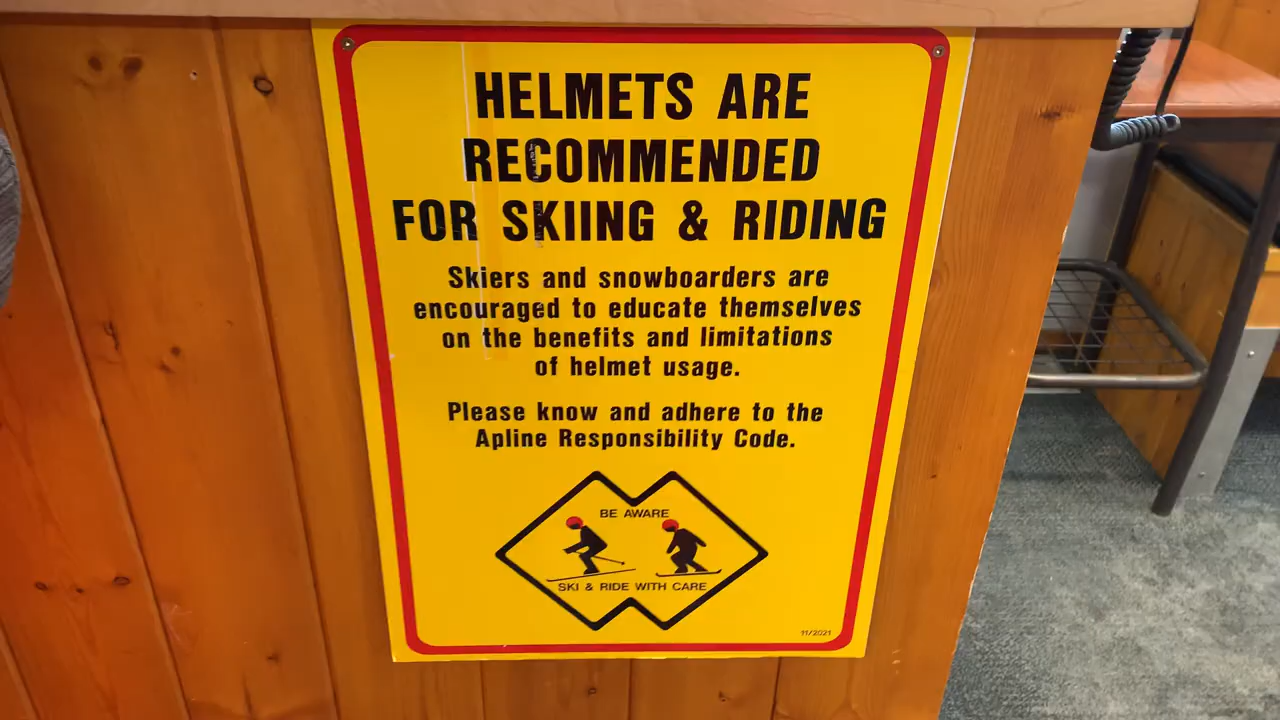 HELMETS ARE
RECOMMENDED
FOR SKIING & RIDING
Skiers and snowboarders are
encouraged to educate themselves
on the benefits and limitations
of helmet usage.
Please know and adhere to the
Apline Responsibility Code.
BE AWARE
SKI & RIDE WITH CARE
11/2021